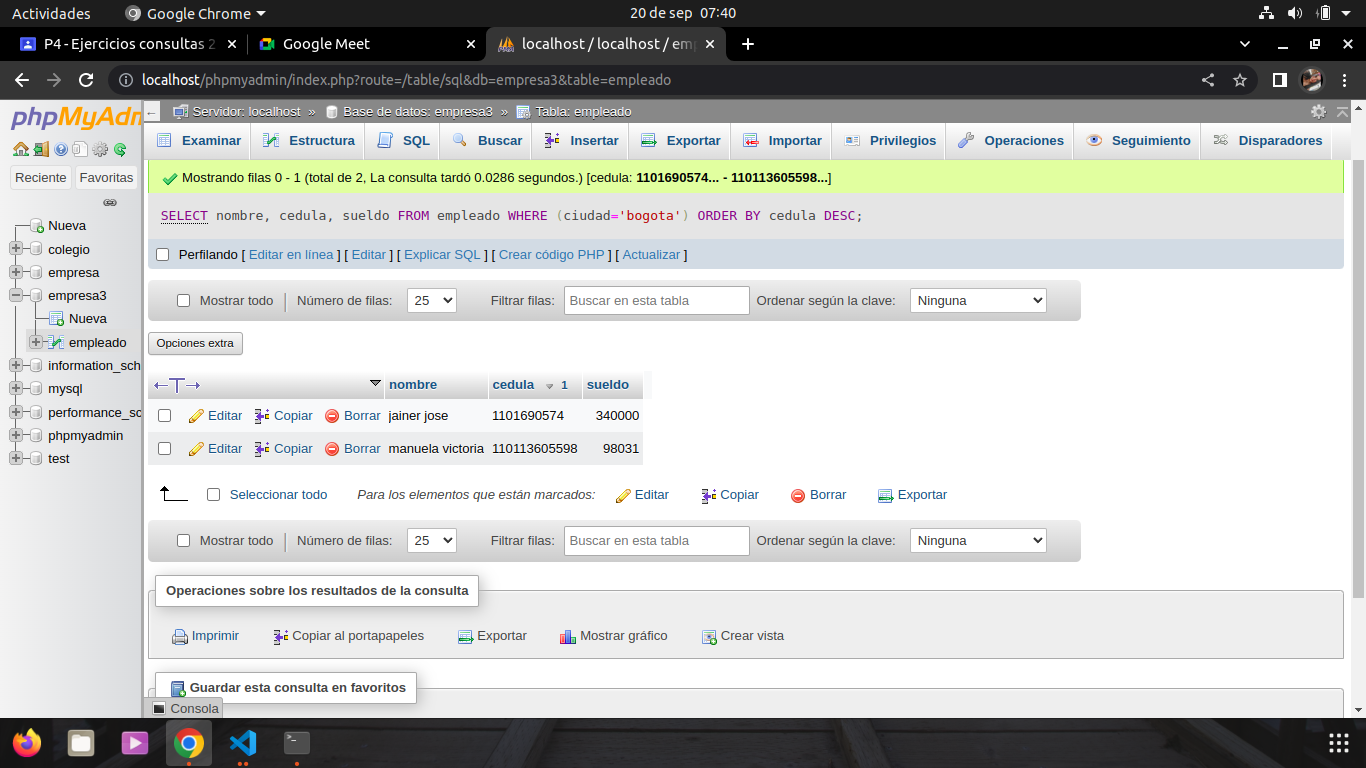 Actividades Google Chrome 20 de sep 07:40
P4 - Ejercicios consultas 2 Google Meet localhost / localhost / emp
localhost/phpmyadmin/index.php?route=/table/sql&db=empresa3&table=empleado
phpMyAdm
Servidor: localhost » Base de datos: empresa3 » Tabla: empleado
Examinar Estructura SQL Buscar Insertar Exportar Importar Privilegios Operaciones Seguimiento Disparadores
Reciente Favoritas
Nueva
colegio
empresa
empresa3
Nueva
empleado
information_sch
mysql
performance_sc
phpmyadmin
test
Mostrando filas 0 - 1 (total de 2, La consulta tardó 0.0286 segundos.) [cedula: 1101690574... - 110113605598...]
SELECT nombre, cedula, sueldo FROM empleado WHERE (ciudad='bogota') ORDER BY cedula DESC;
Perfilando [ Editar en línea ] [ Editar ] [ Explicar SQL ] [ Crear código PHP ] [ Actualizar ]
Mostrar todo Número de filas: 25 Filtrar filas: Buscar en esta tabla Ordenar según la clave: Ninguna
Opciones extra
←T→ nombre cedula 1 sueldo
Editar Copiar Borrar jainer jose 1101690574 340000
Editar Copiar Borrar manuela victoria 110113605598 98031
Seleccionar todo Para los elementos que están marcados: Editar Copiar Borrar Exportar
Mostrar todo Número de filas: 25 Filtrar filas: Buscar en esta tabla Ordenar según la clave: Ninguna
Operaciones sobre los resultados de la consulta
Imprimir Copiar al portapapeles Exportar Mostrar gráfico Crear vista
Guardar esta consulta en favoritos
Consola